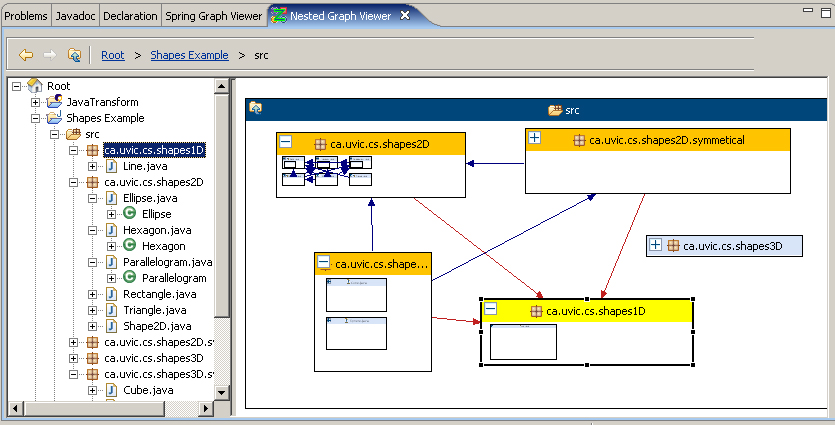 Problems Javadoc Declaration Spring Graph Viewer Nested Graph Viewer
Root > Shapes Example > src
Root
JavaTransform
Shapes Example
src
ca.uvic.cs.shapes1D
Line.java
ca.uvic.cs.shapes2D
Ellipse.java
Ellipse
Hexagon.java
Hexagon
Parallelogram.java
Parallelogram
Rectangle.java
Triangle.java
Shape2D.java
ca.uvic.cs.shapes2D.sy
ca.uvic.cs.shapes3D
ca.uvic.cs.shapes3D.sy
Cube.java
src
ca.uvic.cs.shapes2D
ca.uvic.cs.shapes2D.symmetical
ca.uvic.cs.shapes3D
ca.uvic.cs.shape...
ca.uvic.cs.shapes1D